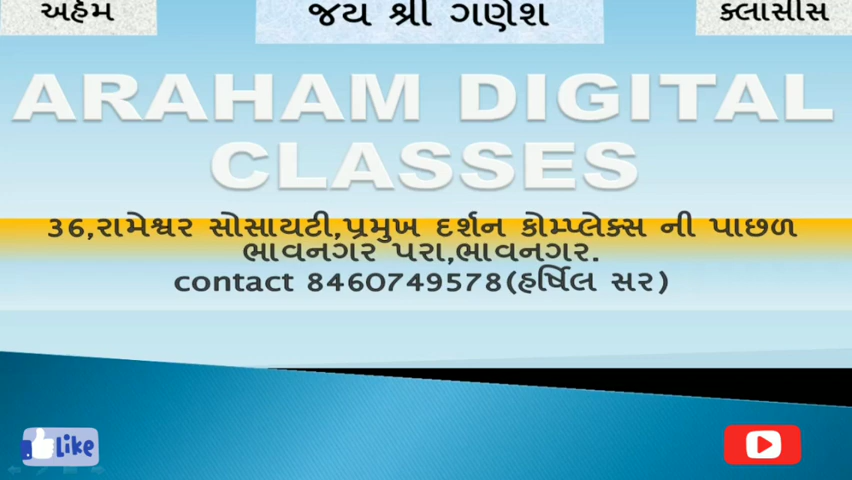 અહમ
જય શ્રી ગણેશ
ક્લાસીસ
ARAHAM DIGITAL
CLASSES
36,રામેશ્વર સોસાયટી,પ્રમુખ દર્શન કોમ્પ્લેક્સ ની પાછળ
ભાવનગર પરા,ભાવનગર.
contact 8460749578(હર્ષિલ સર)
Like